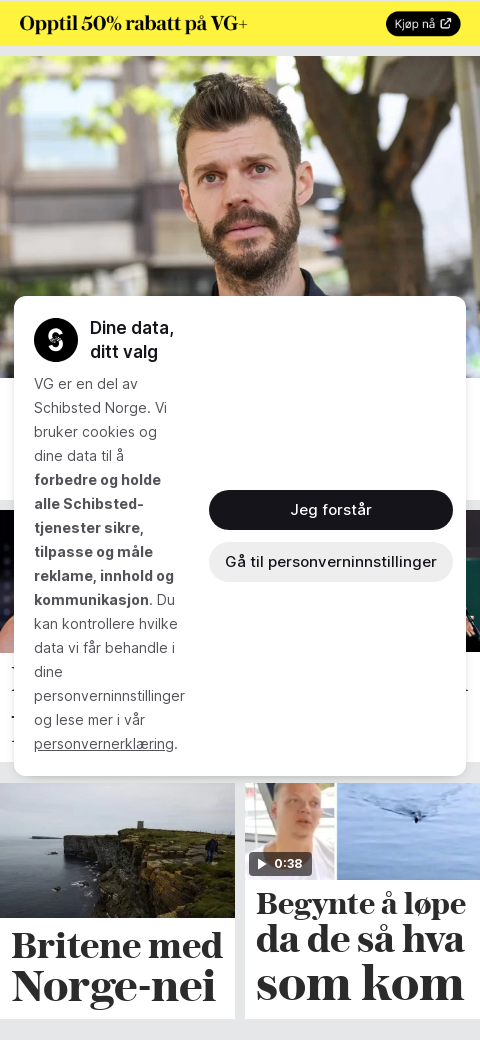 Opptil 50% rabatt på VG+
Kjøp nå
Dine data,
ditt valg
VG er en del av
Schibsted Norge. Vi
bruker cookies og
dine data til å
forbedre og holde
alle Schibsted-
tjenester sikre,
tilpasse og måle
reklame, innhold og
kommunikasjon. Du
kan kontrollere hvilke
data vi får behandle i
dine
personverninnstillinger
og lese mer i vår
personvernerklæring.
Jeg forstår
Gå til personverninnstillinger
Britene med
Norge-nei
0:38
Begynte å løpe
da de så hva
som kom